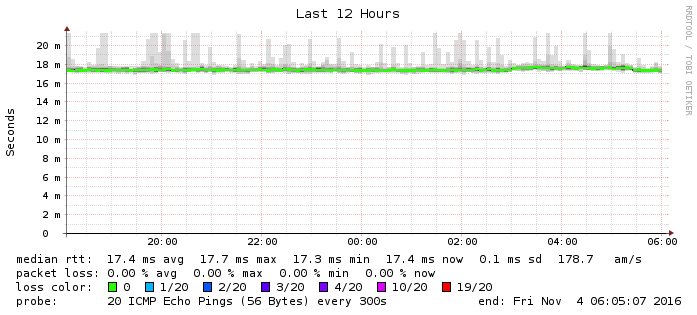 Last 12 Hours
RRDTOOL / TOBI OETIKER
Seconds
20 m
18 m
16 m
14 m
12 m
10 m
8 m
6 m
4 m
2 m
0
20:00 22:00 00:00 02:00 04:00 06:00
median rtt: 17.4 ms avg 17.7 ms max 17.3 ms min 17.4 ms now 0.1 ms sd 178.7 am/s
packet loss: 0.00 % avg 0.00 % max 0.00 % min 0.00 % now
loss color: 0 1/20 2/20 3/20 4/20 10/20 19/20
probe: 20 ICMP Echo Pings (56 Bytes) every 300s end: Fri Nov 4 06:05:07 2016